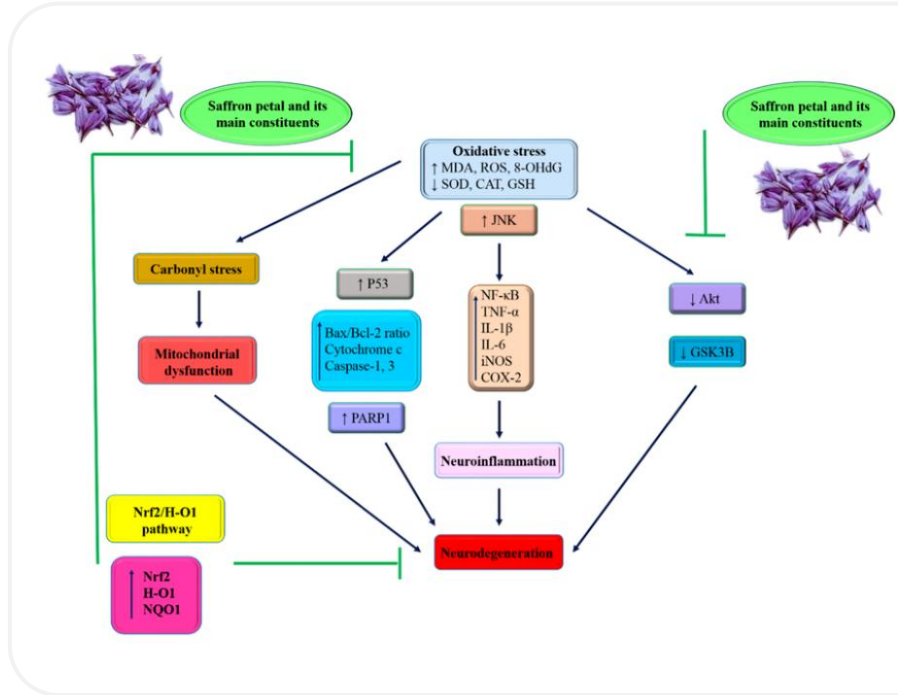 Saffron petal and its
main constituents
Saffron petal and its
main constituents
Oxidative stress
↑ MDA, ROS, 8-OHdG
↓ SOD, CAT, GSH
↑ JNK
Carbonyl stress
↑ P53
NF-κB
TNF-α
IL-1β
IL-6
iNOS
COX-2
↓ Akt
Bax/Bcl-2 ratio
Cytochrome c
Caspase-1, 3
↓ GSK3B
Mitochondrial
dysfunction
↑ PARP1
Neuroinflammation
Nrf2/H-O1
pathway
Neurodegeneration
Nrf2
H-O1
NQO1